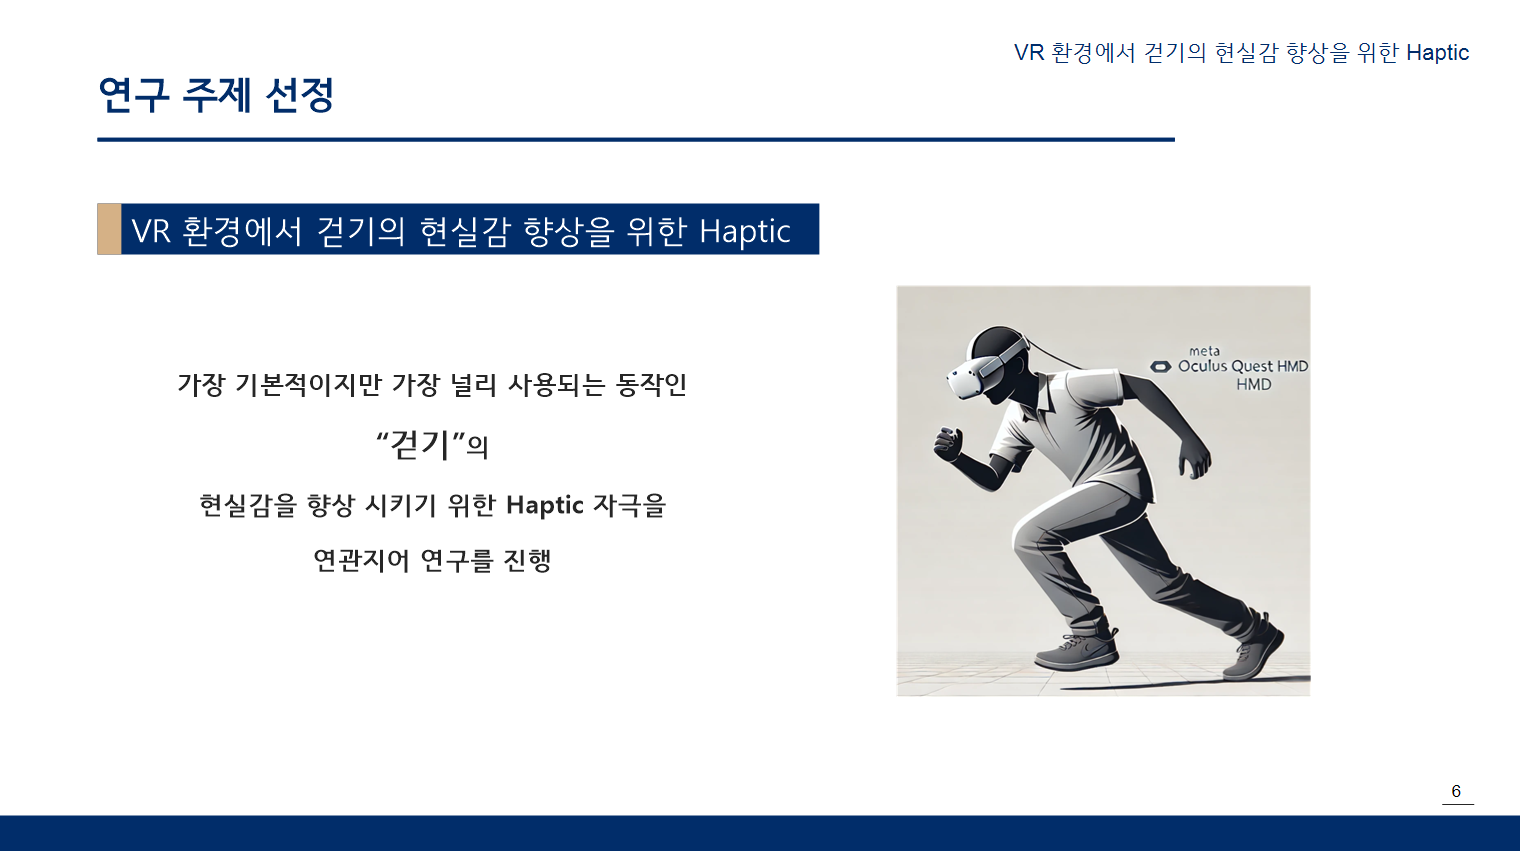 VR 환경에서 걷기의 현실감 향상을 위한 Haptic
연구 주제 선정
VR 환경에서 걷기의 현실감 향상을 위한 Haptic
가장 기본적이지만 가장 널리 사용되는 동작인
“걷기”의
현실감을 향상 시키기 위한 Haptic 자극을
연관지어 연구를 진행
meta
Oculus Quest HMD
HMD
6